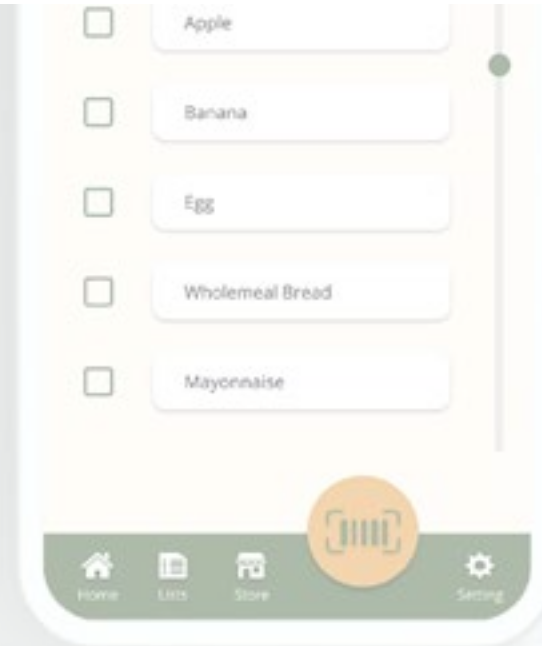 Apple
Banana
Egg
Wholemeal Bread
Mayonnaise
Home Lists Store Setting